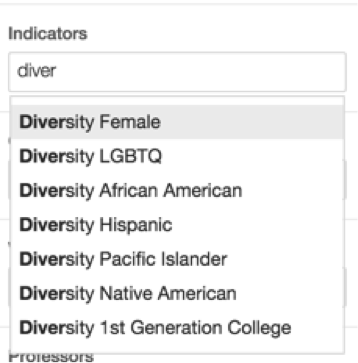 Indicators
diver
Diversity Female
Diversity LGBTQ
Diversity African American
Diversity Hispanic
Diversity Pacific Islander
Diversity Native American
Diversity 1st Generation College
Professors